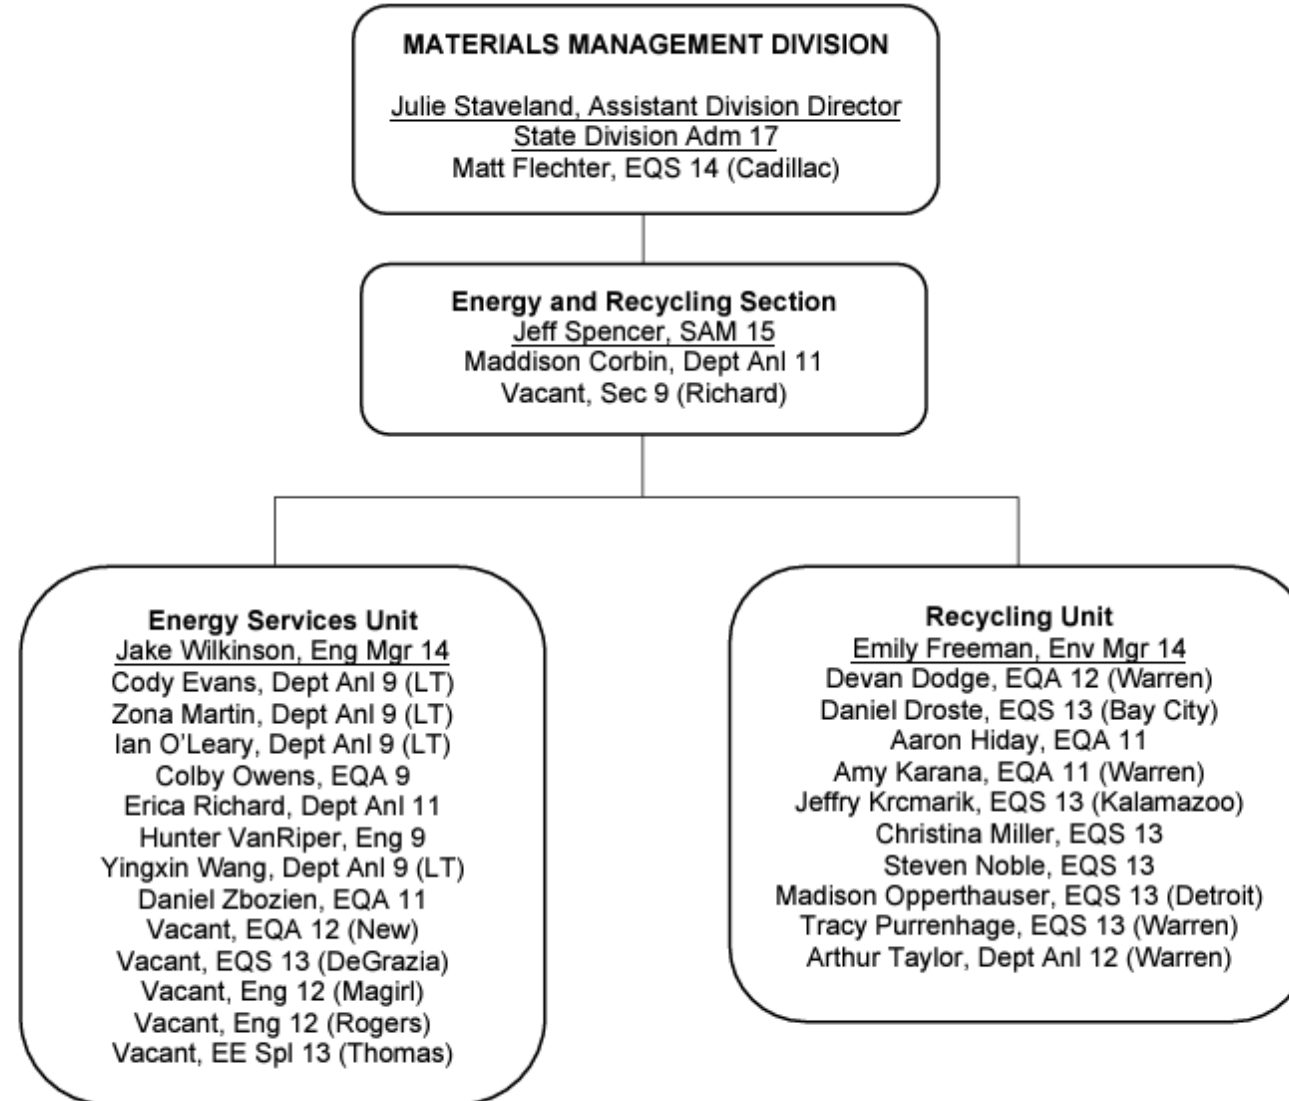 MATERIALS MANAGEMENT DIVISION
Julie Staveland, Assistant Division Director
State Division Adm 17
Matt Flechter, EQS 14 (Cadillac)
Energy and Recycling Section
Jeff Spencer, SAM 15
Maddison Corbin, Dept Anl 11
Vacant, Sec 9 (Richard)
Energy Services Unit
Jake Wilkinson, Eng Mgr 14
Cody Evans, Dept Anl 9 (LT)
Zona Martin, Dept Anl 9 (LT)
Ian O'Leary, Dept Anl 9 (LT)
Colby Owens, EQA 9
Erica Richard, Dept Anl 11
Hunter VanRiper, Eng 9
Yingxin Wang, Dept Anl 9 (LT)
Daniel Zbozien, EQA 11
Vacant, EQA 12 (New)
Vacant, EQS 13 (DeGrazia)
Vacant, Eng 12 (Magirl)
Vacant, Eng 12 (Rogers)
Vacant, EE Spl 13 (Thomas)
Recycling Unit
Emily Freeman, Env Mgr 14
Devan Dodge, EQA 12 (Warren)
Daniel Droste, EQS 13 (Bay City)
Aaron Hiday, EQA 11
Amy Karana, EQA 11 (Warren)
Jeffry Krcmarik, EQS 13 (Kalamazoo)
Christina Miller, EQS 13
Steven Noble, EQS 13
Madison Opperthauser, EQS 13 (Detroit)
Tracy Purrenhage, EQS 13 (Warren)
Arthur Taylor, Dept Anl 12 (Warren)